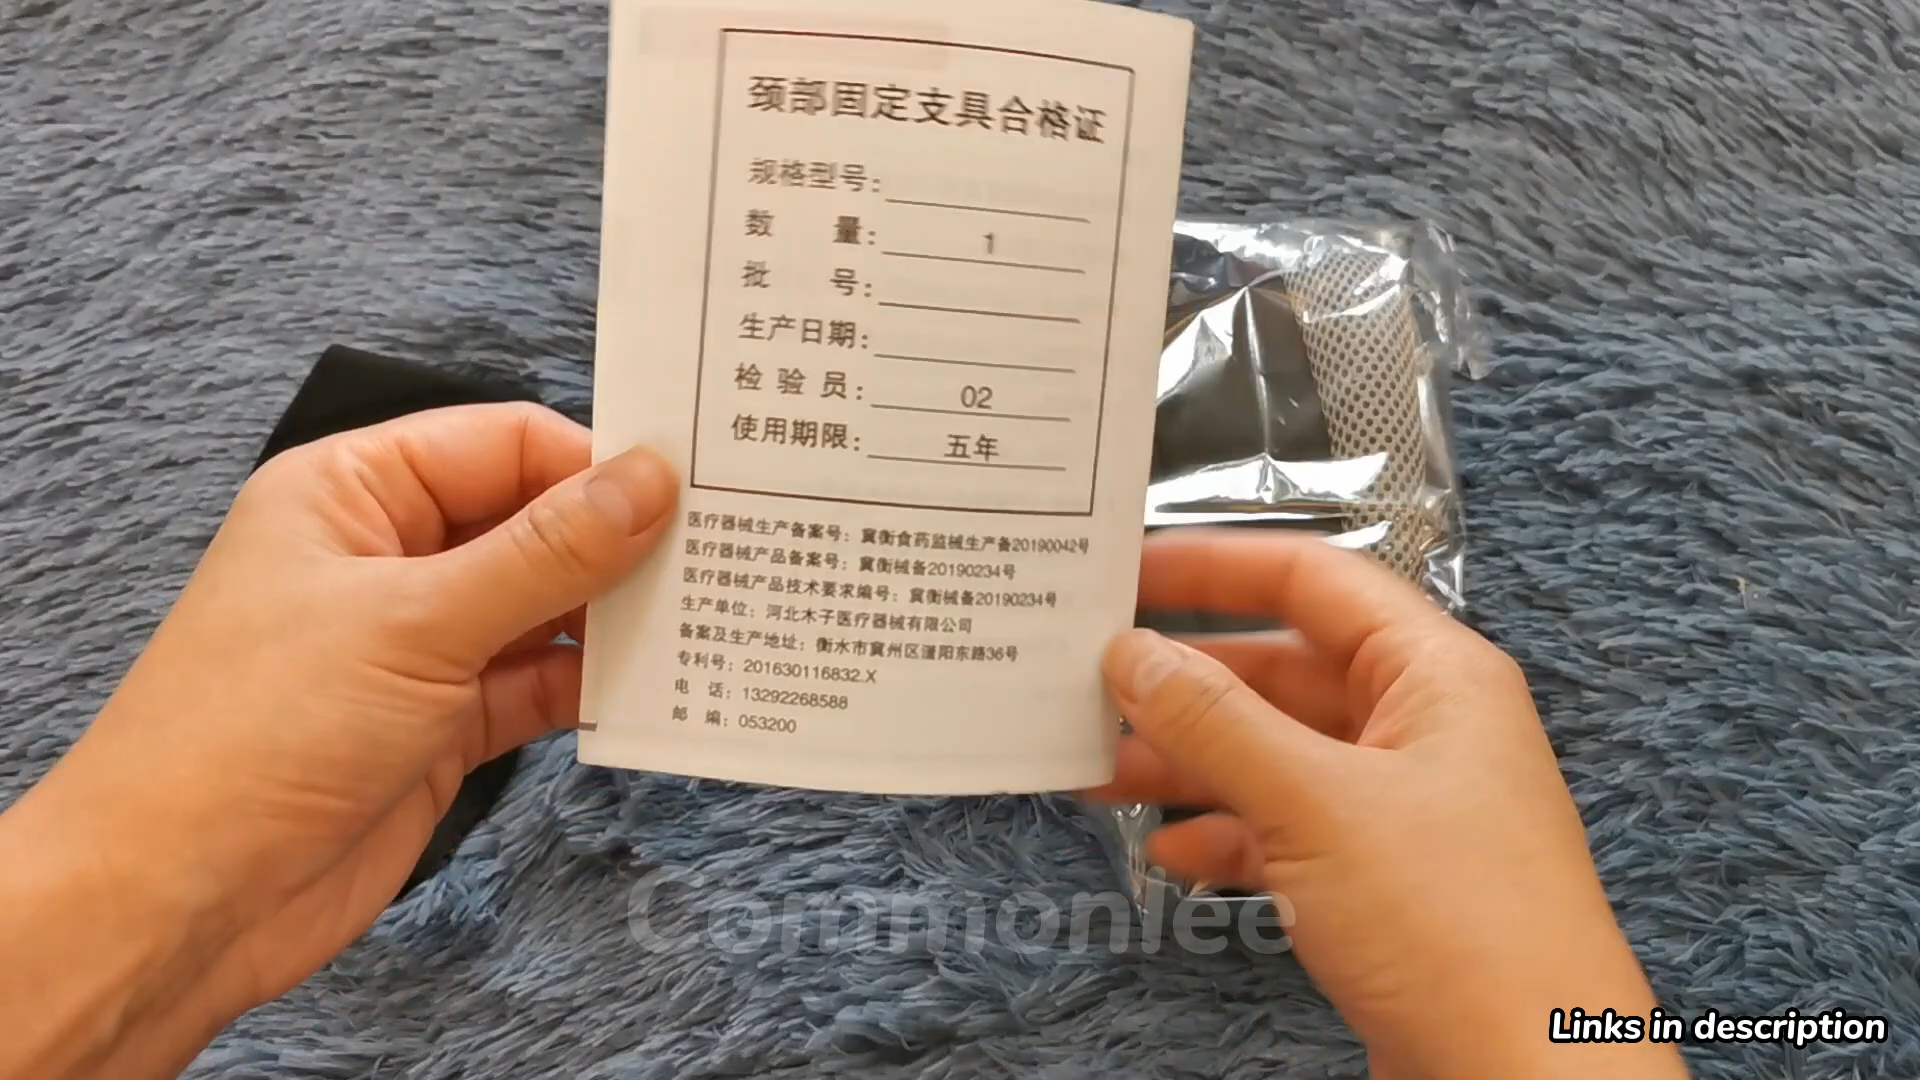 颈部固定支具合格证
规格型号:
数 量: 1
批 号:
生产日期:
检 验 员: 02
使用期限: 五年
医疗器械生产备案号: 冀衡食药监械生产备20190042号
医疗器械产品备案号: 冀衡械备20190234号
医疗器械产品技术要求编号: 冀衡械备20190234号
生产单位: 河北木子医疗器械有限公司
备案及生产地址: 衡水市冀州区滏阳东路36号
专利号: 201630116832.X
电 话: 13292268588
邮 编: 053200
Commonlee
Links in description